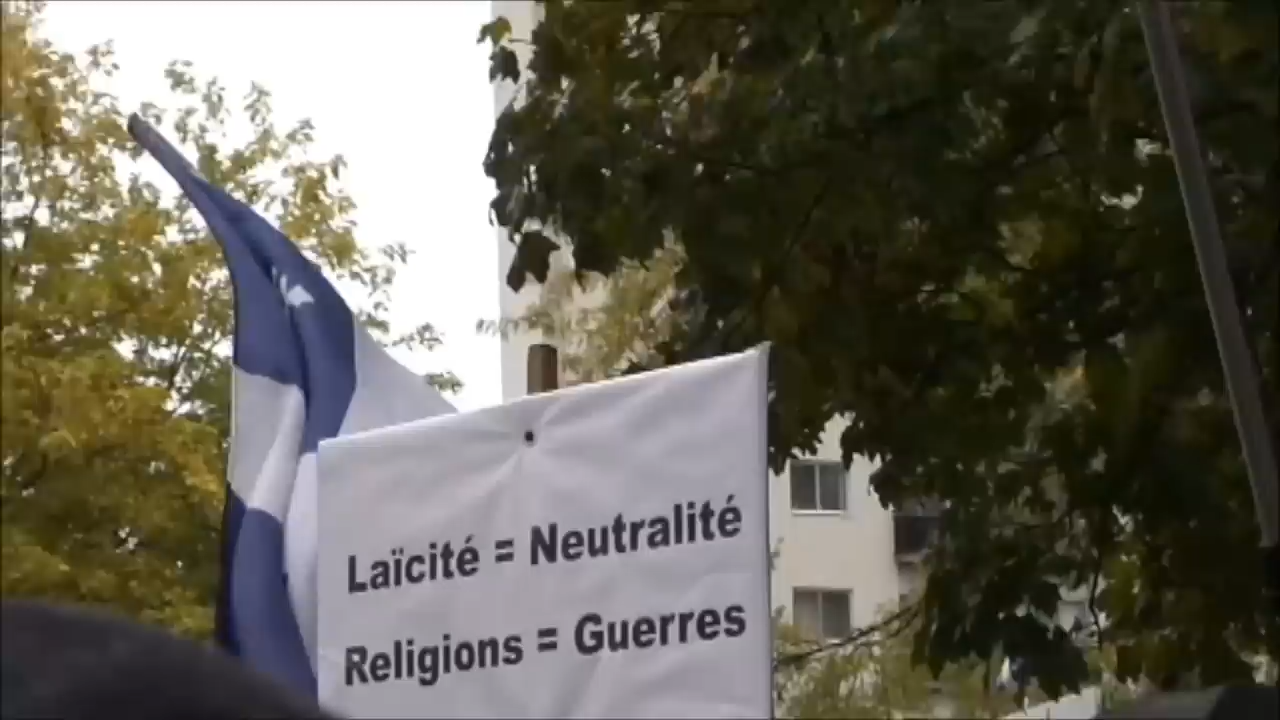 Laïcité = Neutralité
Religions = Guerres